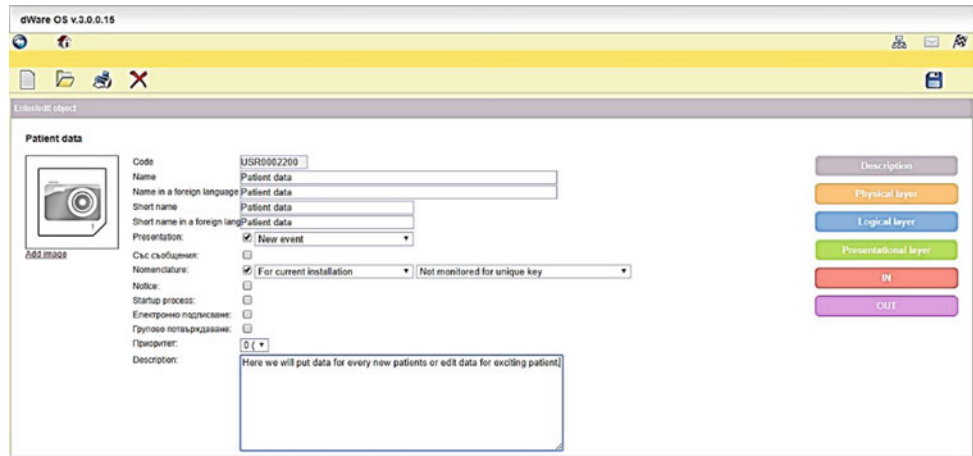 dWare OS v.3.0.0.15
Enter/edit object
Patient data
Code USR0002200
Name Patient data
Name in a foreign language Patient data
Short name Patient data
Short name in a foreign lang Patient data
Presentation: New event
Със съобщения:
Nomenclature: For current installation Not monitored for unique key
Notice:
Startup process:
Електронно подписване:
Групово потвърждаване:
Приоритет: 0 (
Description: Here we will put data for every new patients or edit data for exciting patient.
1
Add image
Description
Physical layer
Logical layer
Presentational layer
IN
OUT